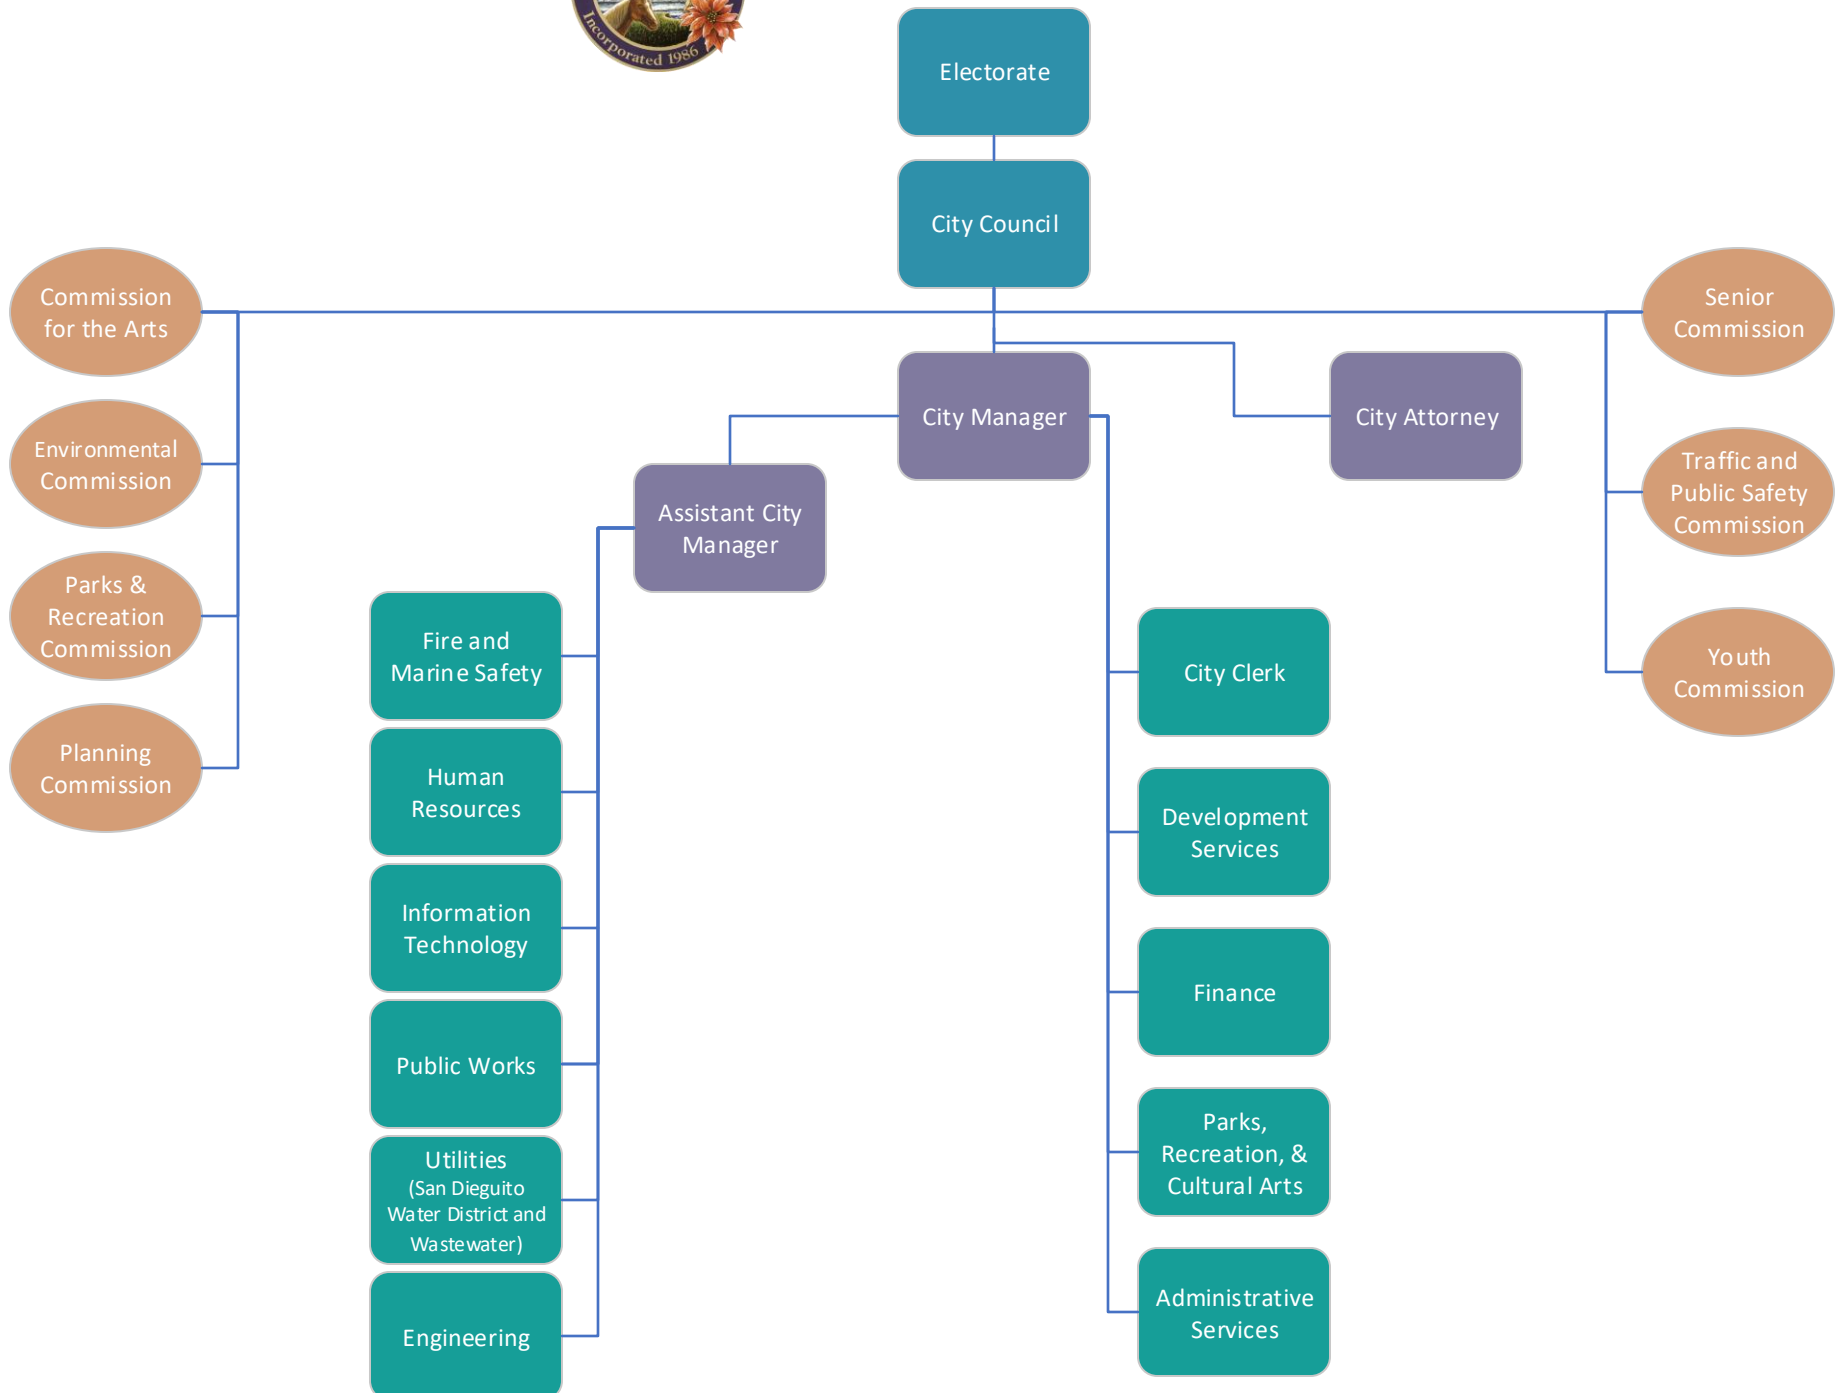 Incorporated 1986
Electorate
City Council
Commission
for the Arts
Senior
Commission
City Manager
City Attorney
Environmental
Commission
Traffic and
Public Safety
Commission
Assistant City
Manager
Parks &
Recreation
Commission
Fire and
Marine Safety
City Clerk
Youth
Commission
Planning
Commission
Human
Resources
Development
Services
Information
Technology
Finance
Public Works
Parks,
Recreation, &
Cultural Arts
Utilities
(San Dieguito
Water District and
Wastewater)
Administrative
Services
Engineering